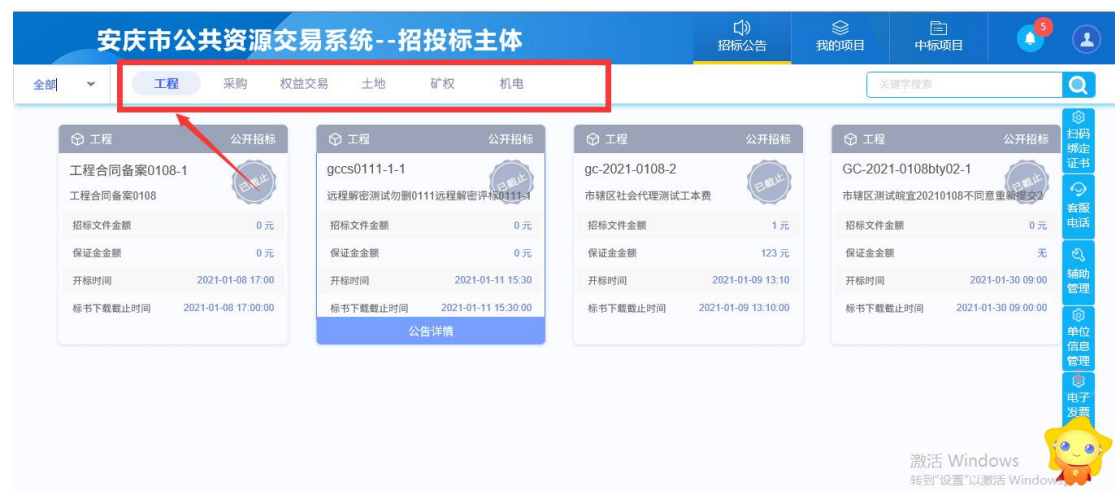 安庆市公共资源交易系统--招投标主体
招标公告
我的项目
中标项目
5
全部
工程
采购
权益交易
土地
矿权
机电
关键字搜索
工程 公开招标
工程合同备案0108-1
已截止
工程合同备案0108
招标文件金额 0 元
保证金金额 0 元
开标时间 2021-01-08 17:00
标书下载截止时间 2021-01-08 17:00:00
工程 公开招标
gccs0111-1-1
已截止
远程解密测试勿删0111远程解密评标0111-1
招标文件金额 0 元
保证金金额 0 元
开标时间 2021-01-11 15:30
标书下载截止时间 2021-01-11 15:30:00
公告详情
工程 公开招标
gc-2021-0108-2
已截止
市辖区社会代理测试工本费
招标文件金额 1 元
保证金金额 123 元
开标时间 2021-01-09 13:10
标书下载截止时间 2021-01-09 13:10:00
工程 公开招标
GC-2021-0108bty02-1
已截止
市辖区测试皖宜20210108不同意重新提交2
招标文件金额 0 元
保证金金额 无
开标时间 2021-01-30 09:00
标书下载截止时间 2021-01-30 09:00:00
扫码
绑定
证书
客服
电话
辅助
管理
单位
信息
管理
电子
发票
激活 Windows
转到"设置"以激活 Window